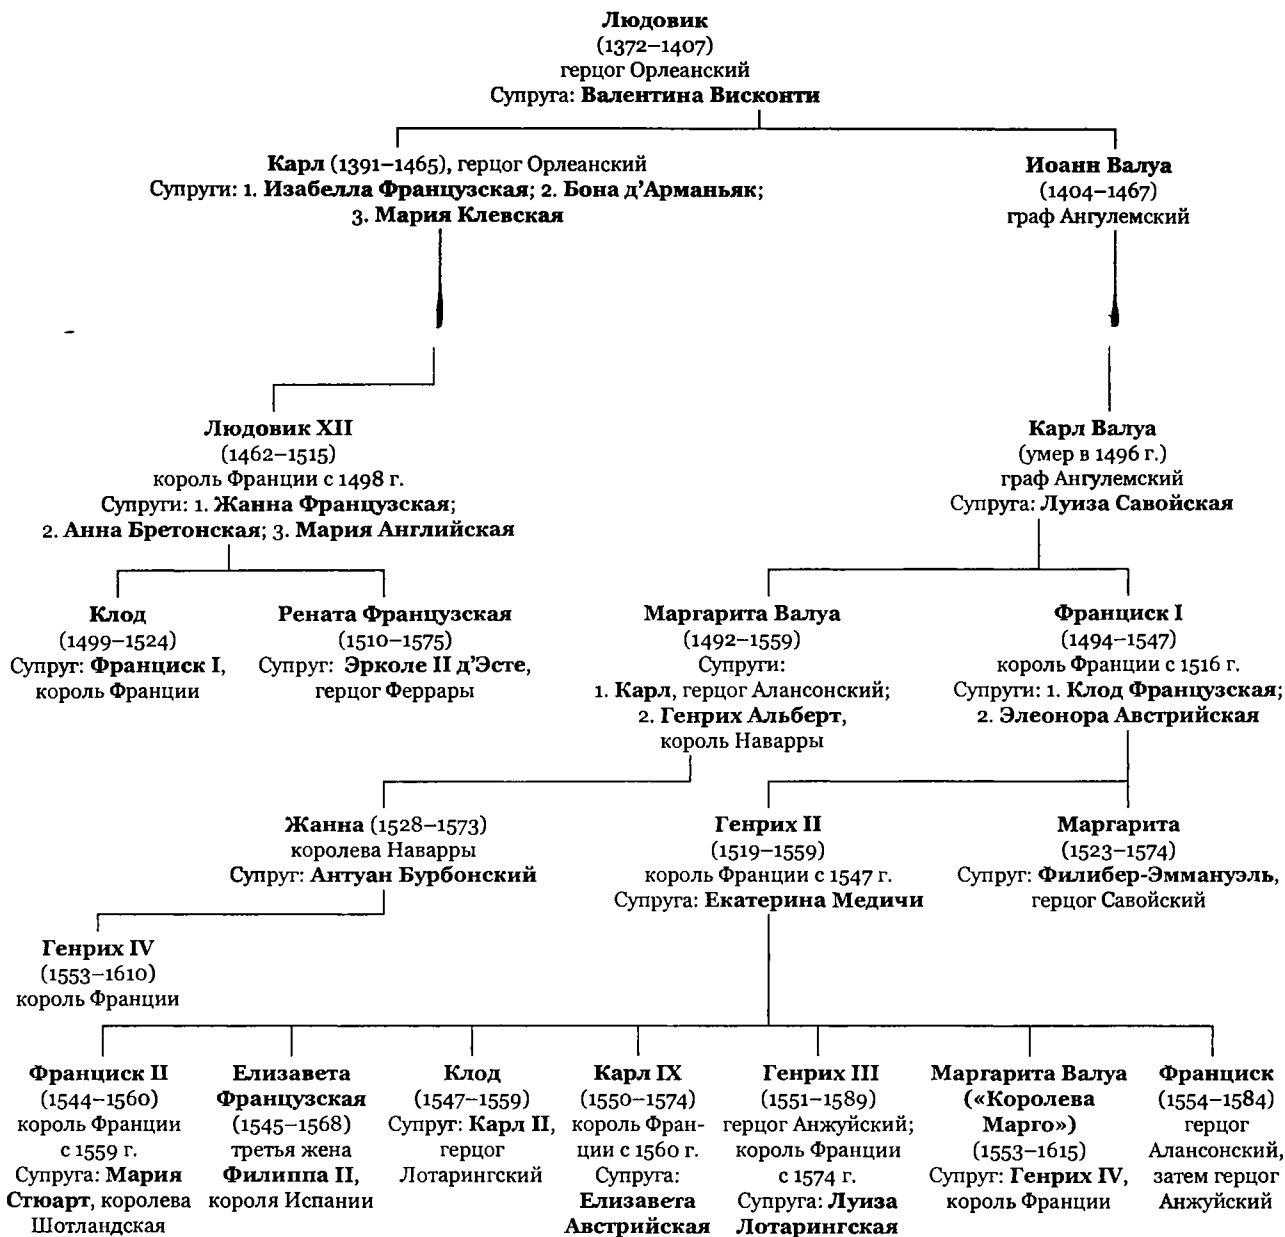 Людовик
(1372–1407)
герцог Орлеанский
Супруга: Валентина Висконти
Карл (1391–1465), герцог Орлеанский
Супруги: 1. Изабелла Французская; 2. Бона д’Арманьяк;
3. Мария Клевская
Иоанн Валуа
(1404–1467)
граф Ангулемский
Людовик XII
(1462–1515)
король Франции с 1498 г.
Супруги: 1. Жанна Французская;
2. Анна Бретонская; 3. Мария Английская
Карл Валуа
(умер в 1496 г.)
граф Ангулемский
Супруга: Луиза Савойская
Клод
(1499–1524)
Супруг: Франциск I,
король Франции
Рената Французская
(1510–1575)
Супруг: Эрколе II д’Эсте,
герцог Феррары
Маргарита Валуа
(1492–1559)
Супруги:
1. Карл, герцог Алансонский;
2. Генрих Альберт,
король Наварры
Франциск I
(1494–1547)
король Франции с 1516 г.
Супруги: 1. Клод Французская;
2. Элеонора Австрийская
Жанна (1528–1573)
королева Наварры
Супруг: Антуан Бурбонский
Генрих II
(1519–1559)
король Франции с 1547 г.
Супруга: Екатерина Медичи
Маргарита
(1523–1574)
Супруг: Филибер-Эммануэль,
герцог Савойский
Генрих IV
(1553–1610)
король Франции
Франциск II
(1544–1560)
король Франции
с 1559 г.
Супруга: Мария
Стюарт, королева
Шотландская
Елизавета
Французская
(1545–1568)
третья жена
Филиппа II,
короля Испании
Клод
(1547–1559)
Супруг: Карл II,
герцог
Лотарингский
Карл IX
(1550–1574)
король Фран-
ции с 1560 г.
Супруга:
Елизавета
Австрийская
Генрих III
(1551–1589)
герцог Анжуйский;
король Франции
с 1574 г.
Супруга: Луиза
Лотарингская
Маргарита Валуа
(«Королева
Марго»)
(1553–1615)
Супруг: Генрих IV,
король Франции
Франциск
(1554–1584)
герцог
Алансонский,
затем герцог
Анжуйский